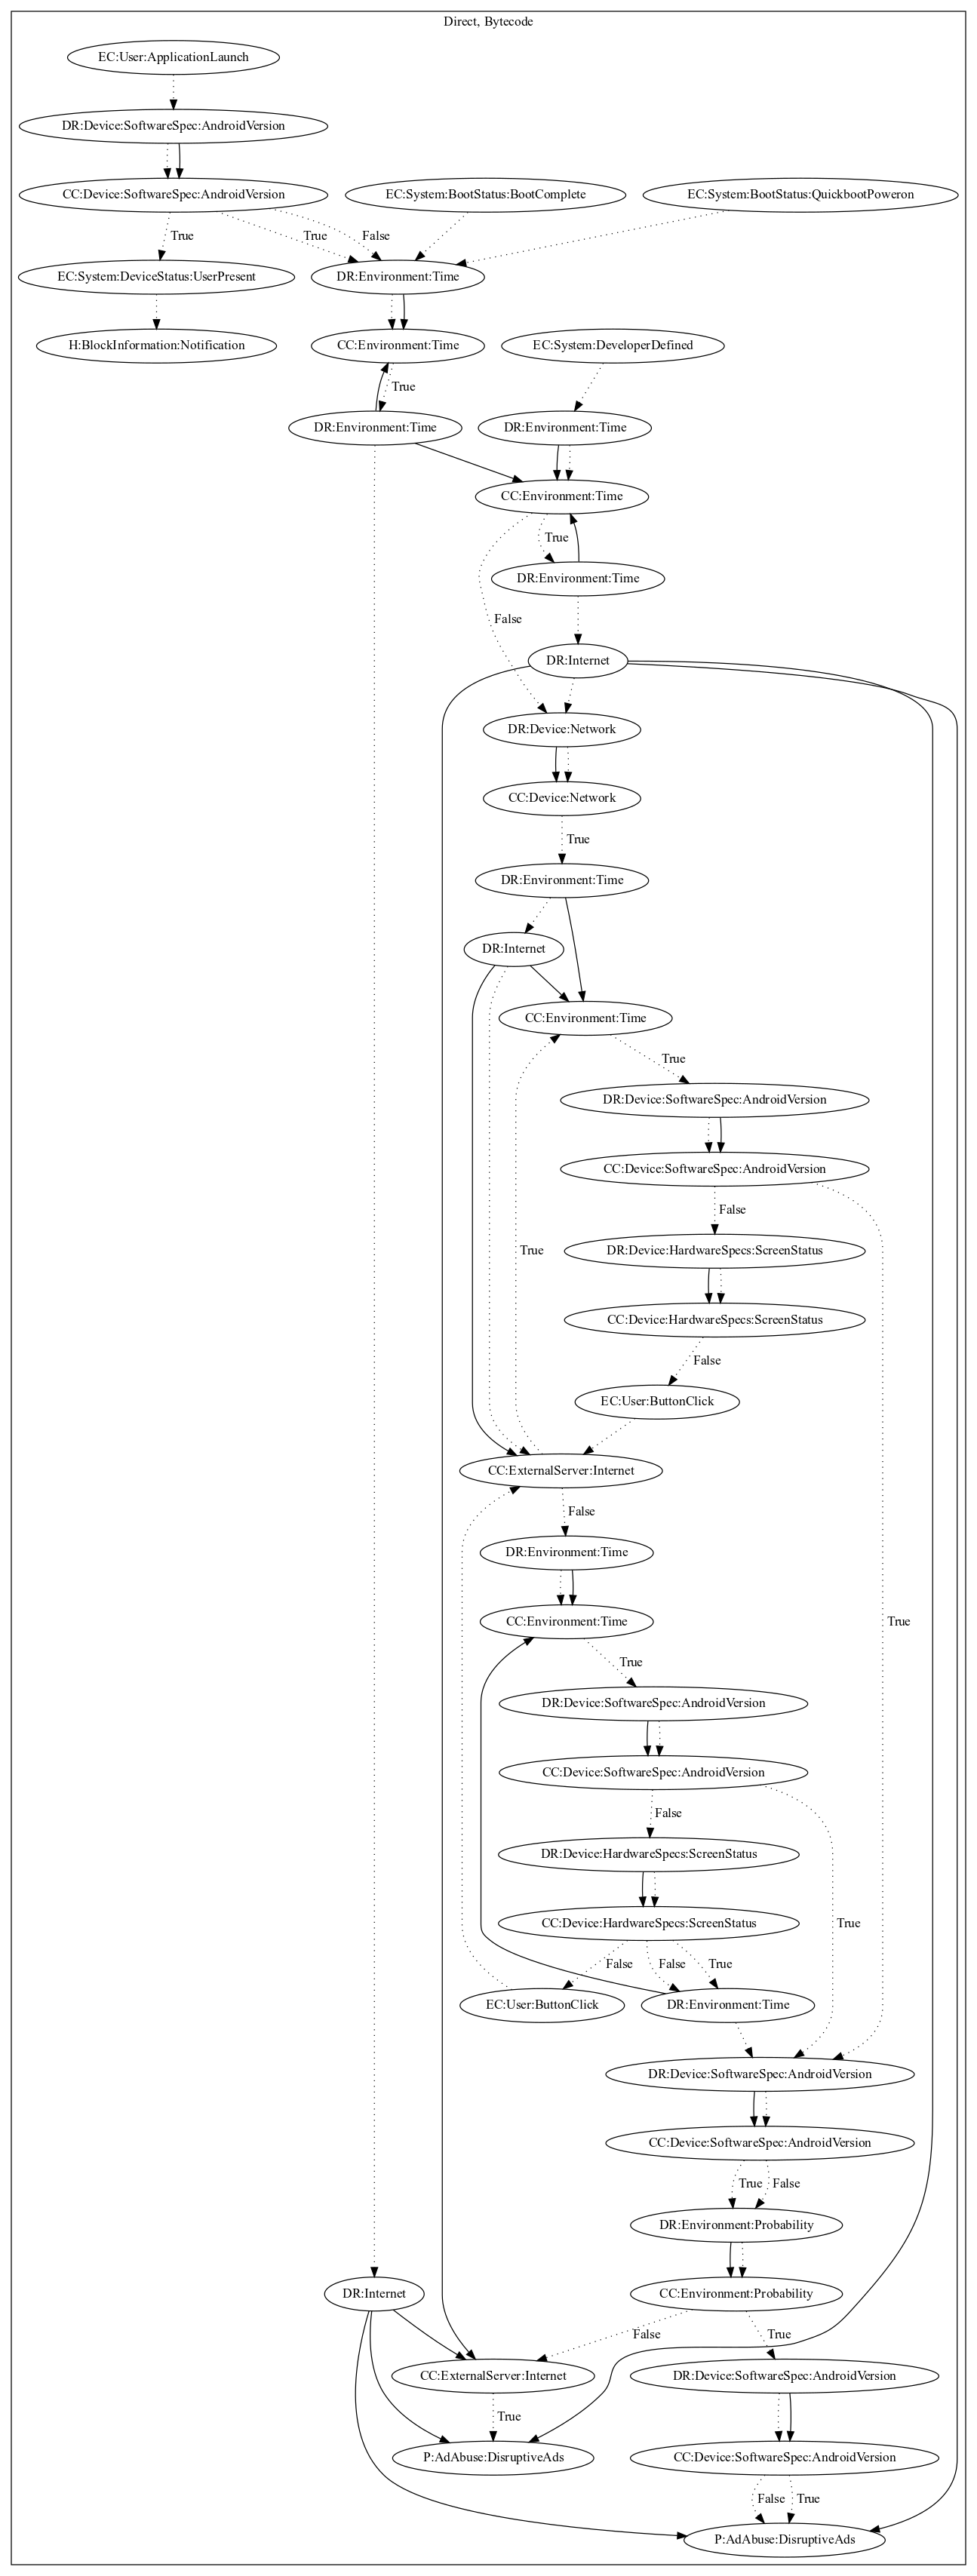 Direct, Bytecode
EC:User:ApplicationLaunch
DR:Device:SoftwareSpec:AndroidVersion
CC:Device:SoftwareSpec:AndroidVersion
EC:System:BootStatus:BootComplete
EC:System:BootStatus:QuickbootPoweron
True
True
False
EC:System:DeviceStatus:UserPresent
DR:Environment:Time
H:BlockInformation:Notification
CC:Environment:Time
EC:System:DeveloperDefined
True
DR:Environment:Time
DR:Environment:Time
CC:Environment:Time
True
DR:Environment:Time
False
DR:Internet
DR:Device:Network
CC:Device:Network
True
DR:Environment:Time
DR:Internet
CC:Environment:Time
True
DR:Device:SoftwareSpec:AndroidVersion
CC:Device:SoftwareSpec:AndroidVersion
False
True
DR:Device:HardwareSpecs:ScreenStatus
CC:Device:HardwareSpecs:ScreenStatus
False
EC:User:ButtonClick
CC:ExternalServer:Internet
False
DR:Environment:Time
CC:Environment:Time
True
True
DR:Device:SoftwareSpec:AndroidVersion
CC:Device:SoftwareSpec:AndroidVersion
False
DR:Device:HardwareSpecs:ScreenStatus
CC:Device:HardwareSpecs:ScreenStatus
True
False
False
True
EC:User:ButtonClick
DR:Environment:Time
DR:Device:SoftwareSpec:AndroidVersion
CC:Device:SoftwareSpec:AndroidVersion
True
False
DR:Environment:Probability
DR:Internet
CC:Environment:Probability
False
True
CC:ExternalServer:Internet
DR:Device:SoftwareSpec:AndroidVersion
True
P:AdAbuse:DisruptiveAds
CC:Device:SoftwareSpec:AndroidVersion
False
True
P:AdAbuse:DisruptiveAds